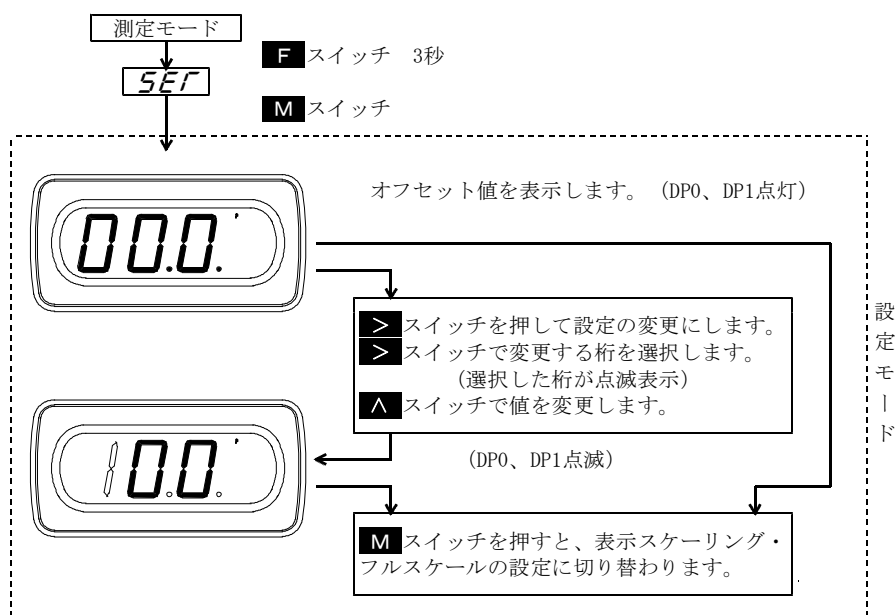 測定モード
F スイッチ 3秒
SET
M スイッチ
オフセット値を表示します。(DP0、DP1点灯)
00.0.
> スイッチを押して設定の変更にします。
> スイッチで変更する桁を選択します。
(選択した桁が点滅表示)
∧ スイッチで値を変更します。
設定モード
(DP0、DP1点滅)
10.0.
M スイッチを押すと、表示スケーリング・
フルスケールの設定に切り替わります。